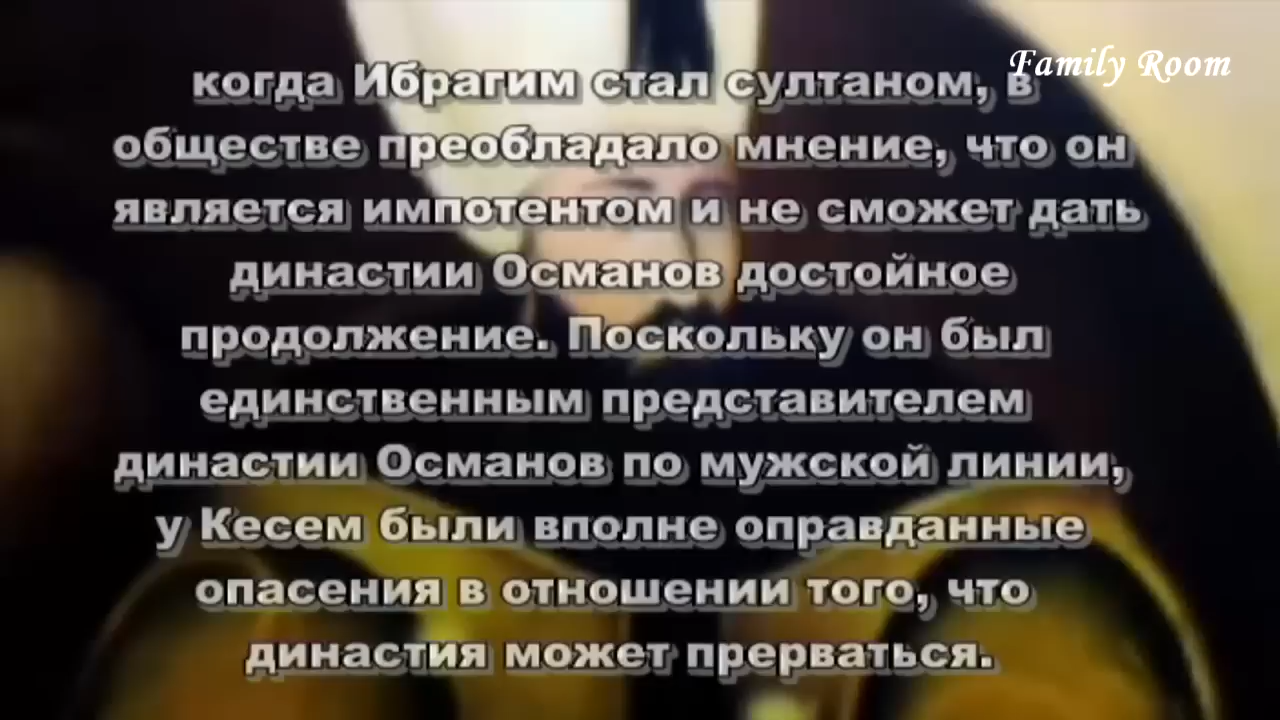 Family Room
когда Ибрагим стал султаном, в
обществе преобладало мнение, что он
является импотентом и не сможет дать
династии Османов достойное
продолжение. Поскольку он был
единственным представителем
династии Османов по мужской линии,
у Кесем были вполне оправданные
опасения в отношении того, что
династия может прерваться.